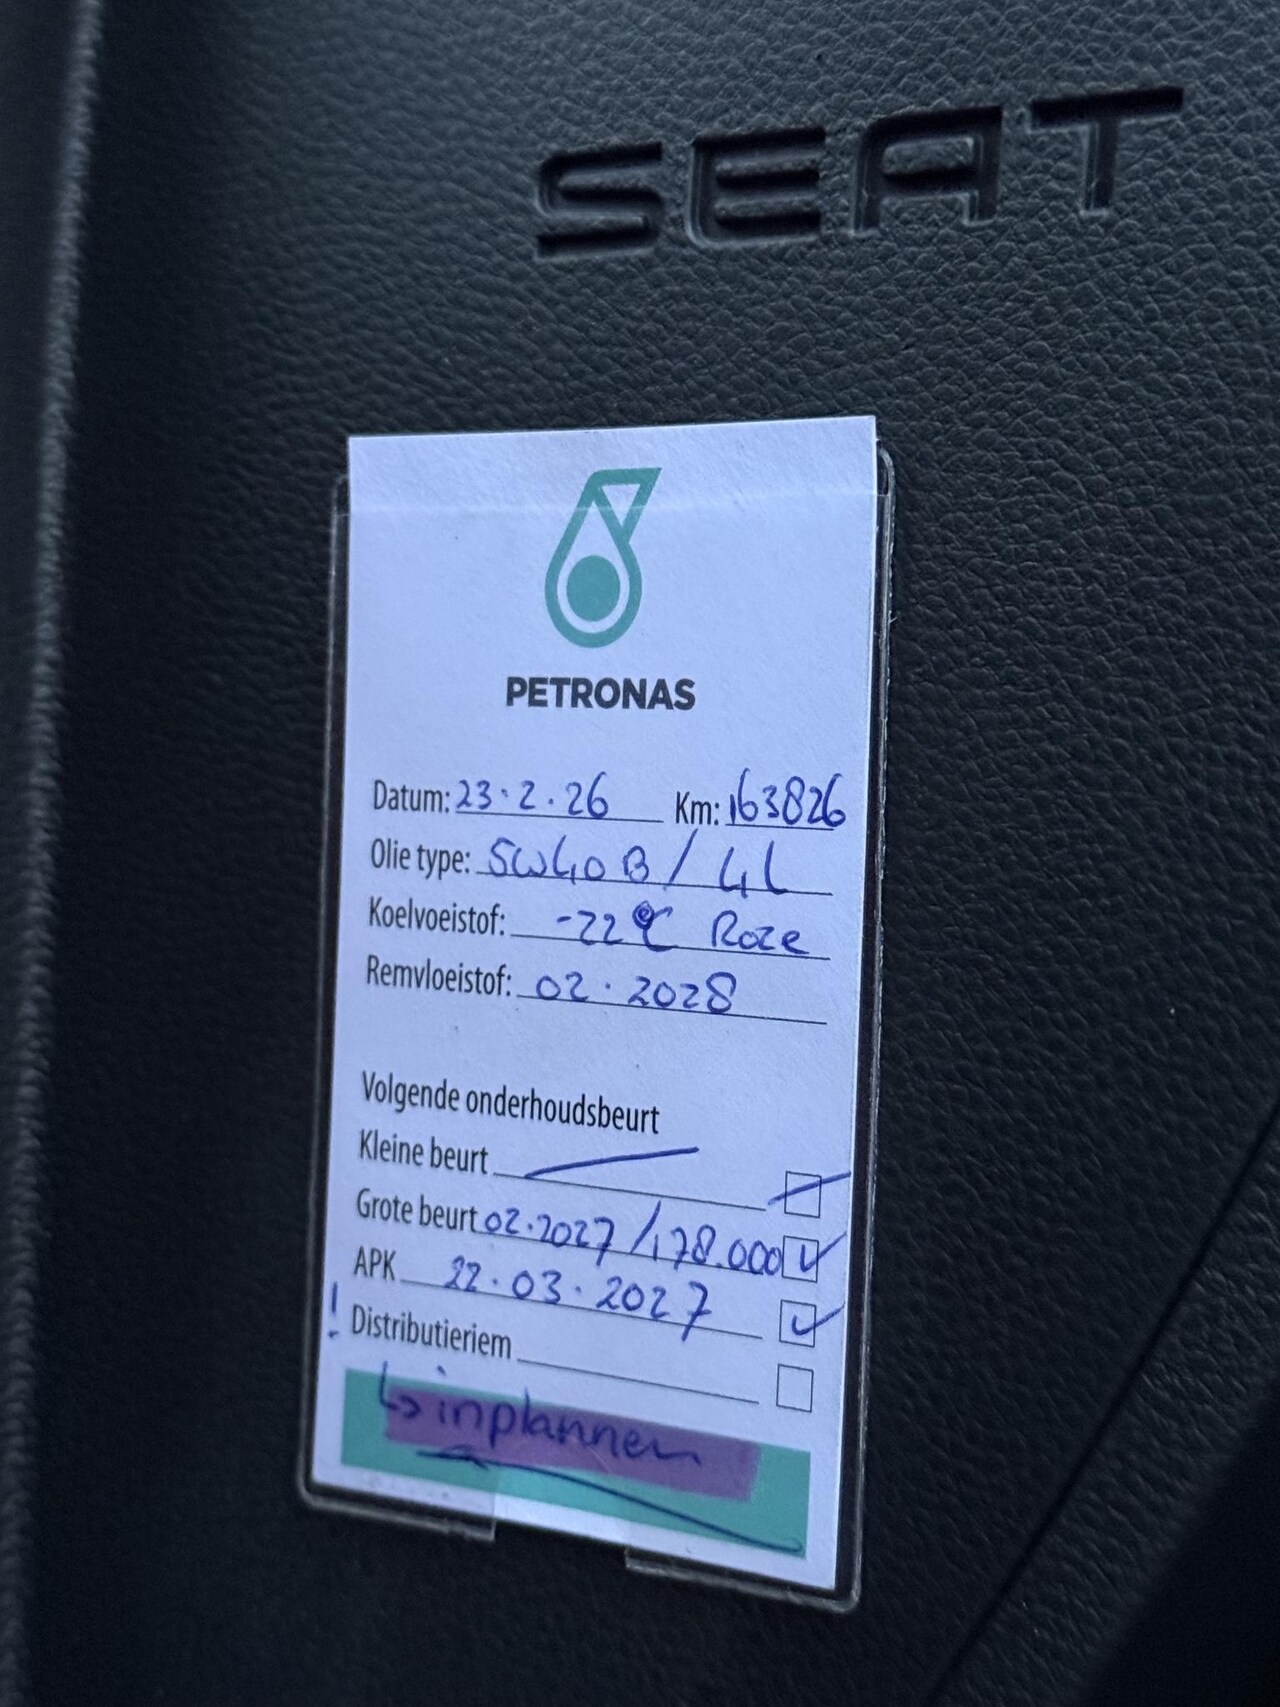 SEAT
PETRONAS
Datum: 23.2.26 Km: 163826
Olie type: 5W40 B / 4L
Koelvoeistof: -22°C Roze
Remvloeistof: 02.2028
Volgende onderhoudsbeurt
Kleine beurt
Grote beurt 02.2027 / 178.000
APK 22.03.2027
! Distributieriem
↳ inplannen